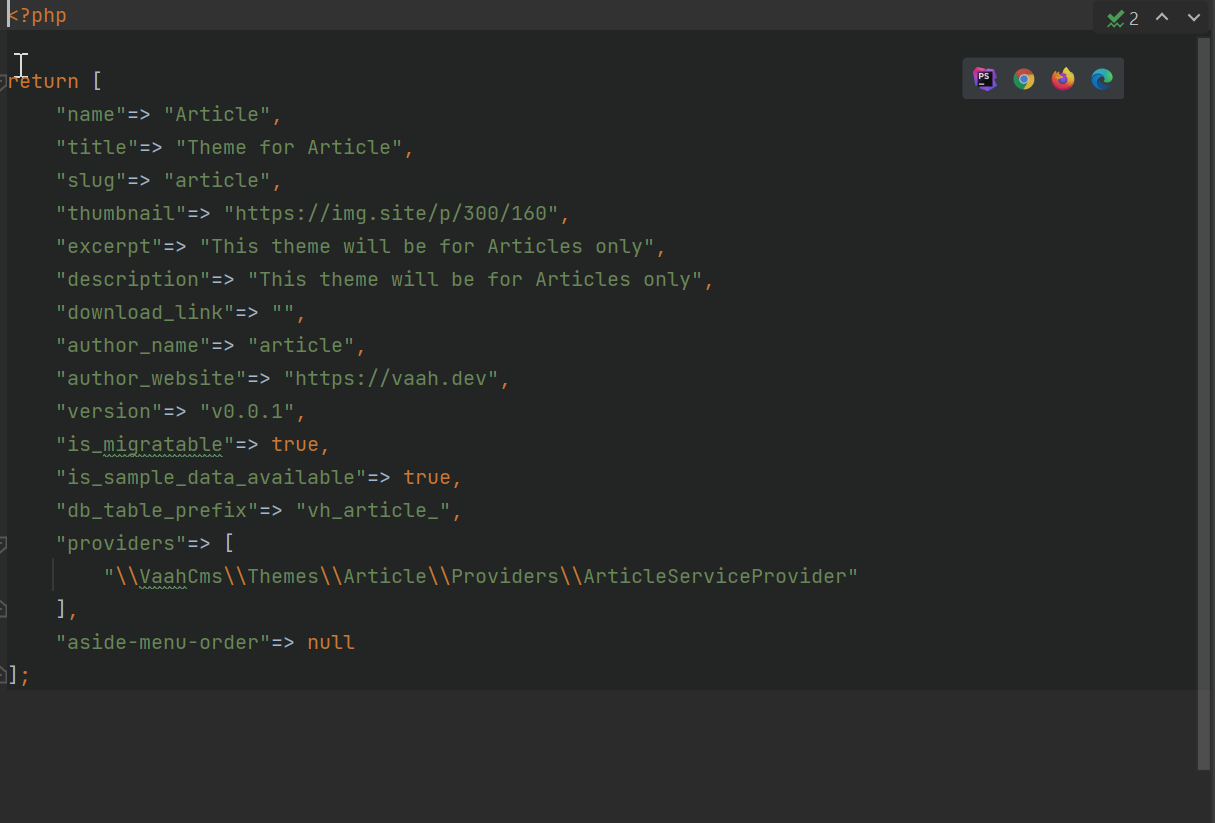 <?php
2
return [
PS
    "name"=> "Article",
    "title"=> "Theme for Article",
    "slug"=> "article",
    "thumbnail"=> "https://img.site/p/300/160",
    "excerpt"=> "This theme will be for Articles only",
    "description"=> "This theme will be for Articles only",
    "download_link"=> "",
    "author_name"=> "article",
    "author_website"=> "https://vaah.dev",
    "version"=> "v0.0.1",
    "is_migratable"=> true,
    "is_sample_data_available"=> true,
    "db_table_prefix"=> "vh_article_",
    "providers"=> [
        "\\VaahCms\\Themes\\Article\\Providers\\ArticleServiceProvider"
    ],
    "aside-menu-order"=> null
];